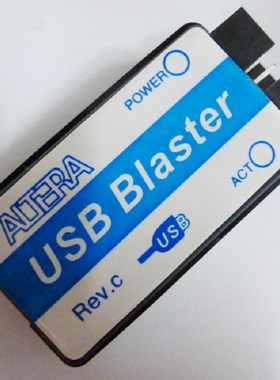 POWER
ALTERA
USB Blaster
ACT
Rev.c
USB